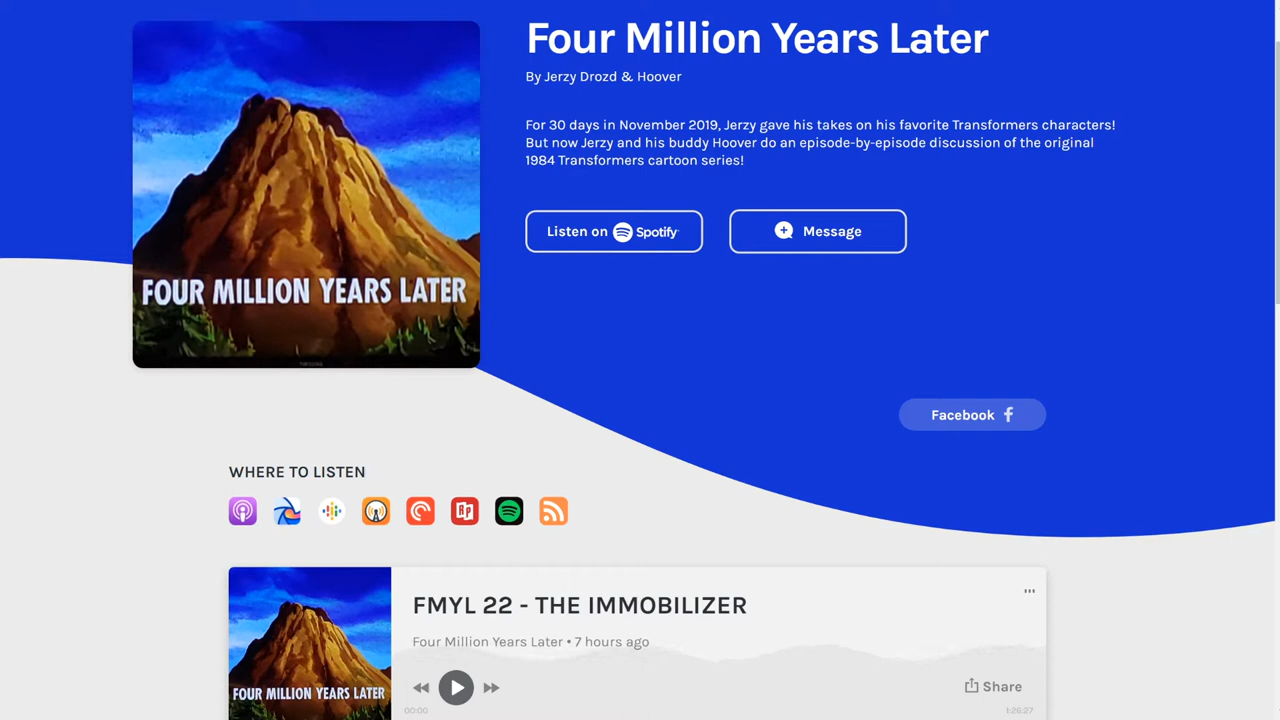 Four Million Years Later
By Jerzy Drozd & Hoover
For 30 days in November 2019, Jerzy gave his takes on his favorite Transformers characters!
But now Jerzy and his buddy Hoover do an episode-by-episode discussion of the original
1984 Transformers cartoon series!
Listen on Spotify
Message
FOUR MILLION YEARS LATER
Facebook
WHERE TO LISTEN
FMYL 22 - THE IMMOBILIZER
Four Million Years Later • 7 hours ago
FOUR MILLION YEARS LATER
Share
00:00
1:26:27